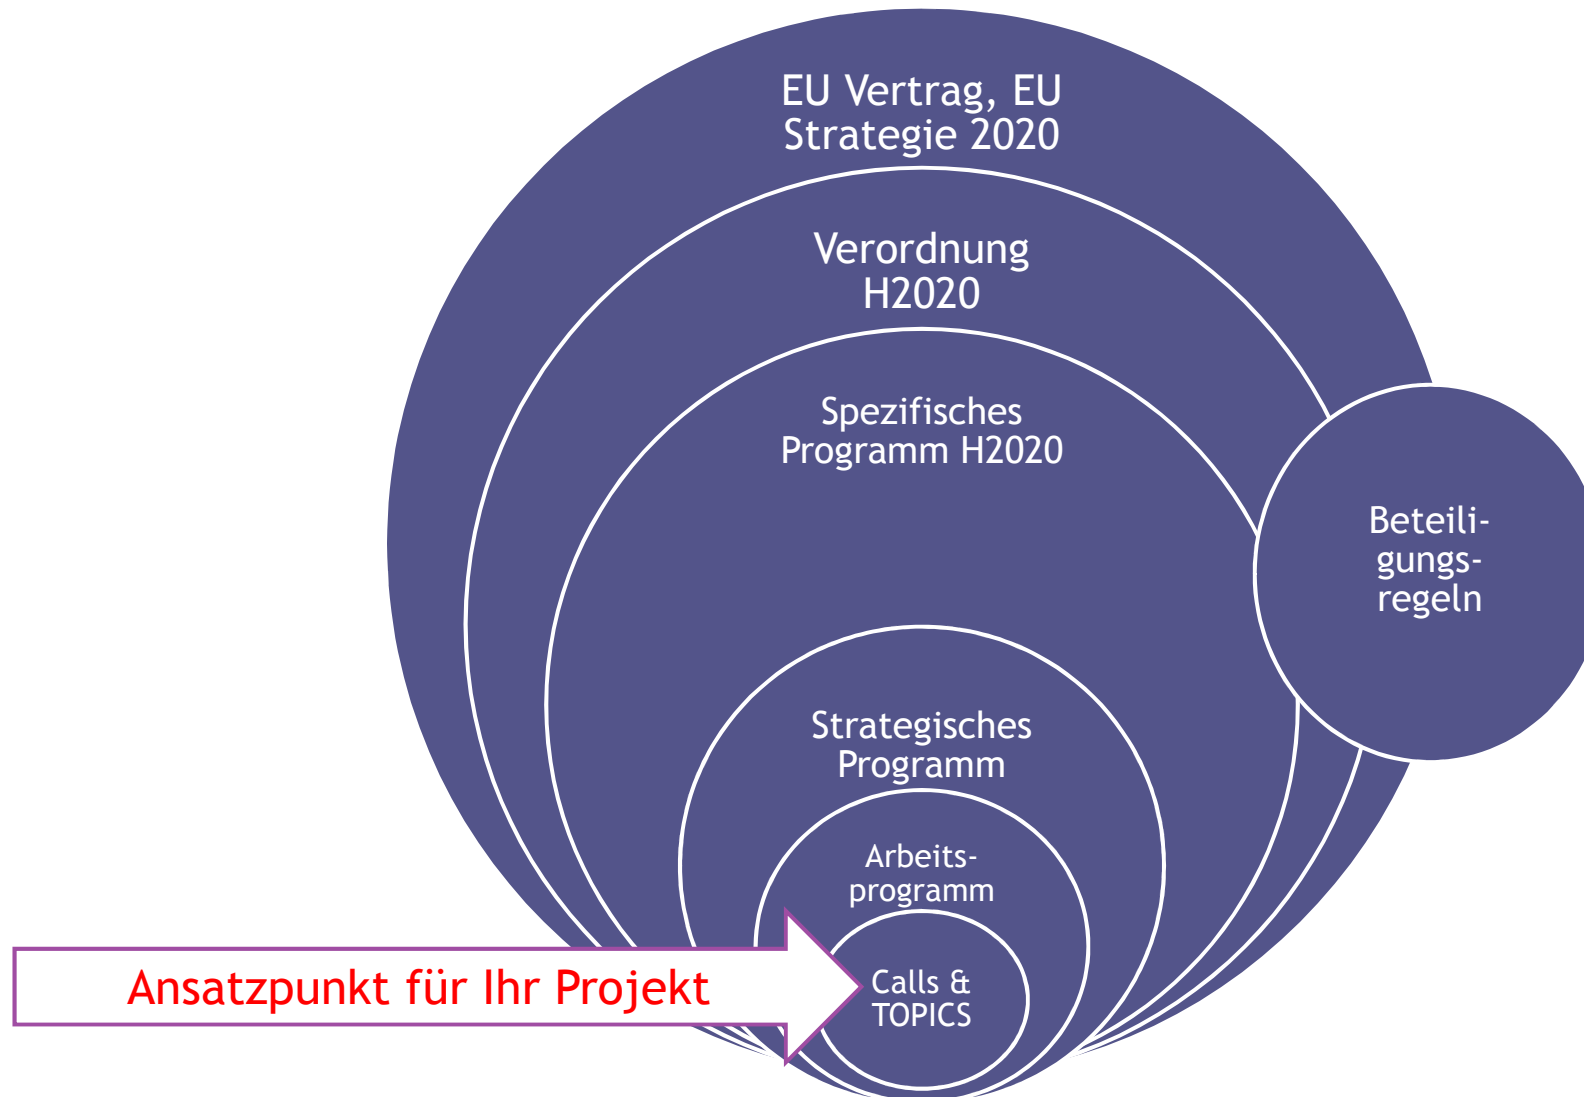 EU Vertrag, EU
Strategie 2020
Verordnung
H2020
Spezifisches
Programm H2020
Beteili-
gungs-
regeln
Strategisches
Programm
Arbeits-
programm
Ansatzpunkt für Ihr Projekt
Calls &
TOPICS